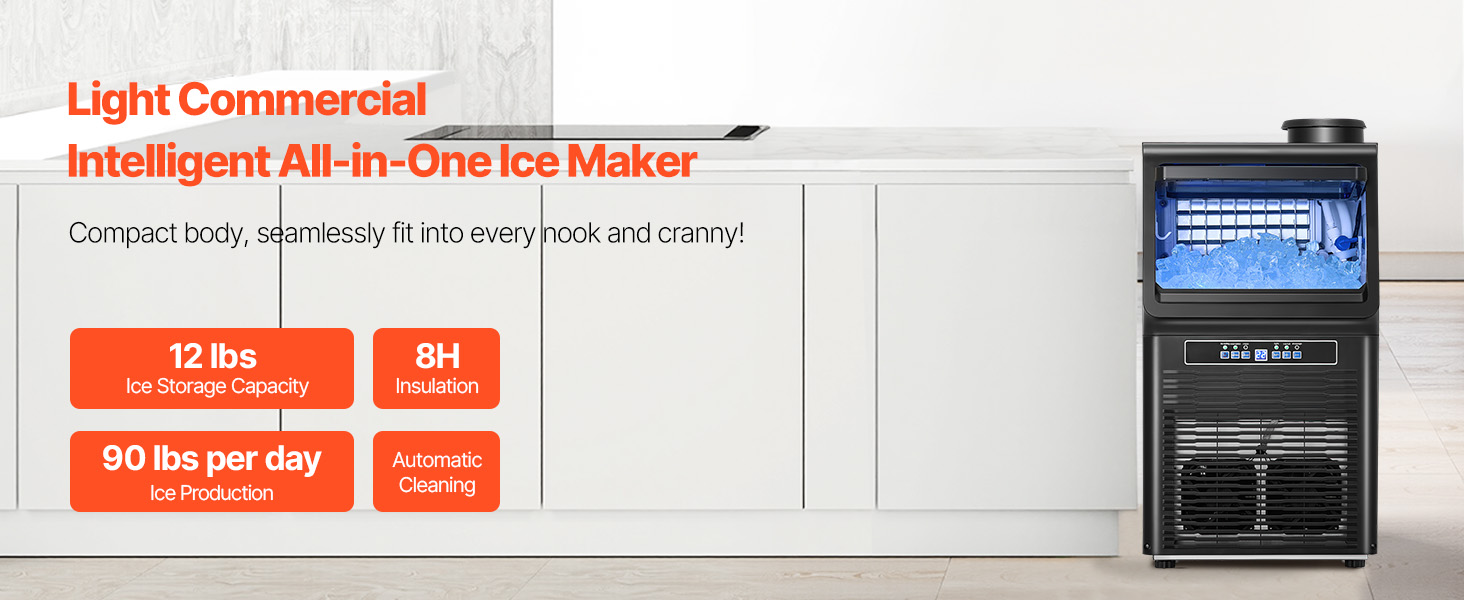 Light Commercial
Intelligent All-in-One Ice Maker
Compact body, seamlessly fit into every nook and cranny!
12 lbs
Ice Storage Capacity
8H
Insulation
90 lbs per day
Ice Production
Automatic
Cleaning